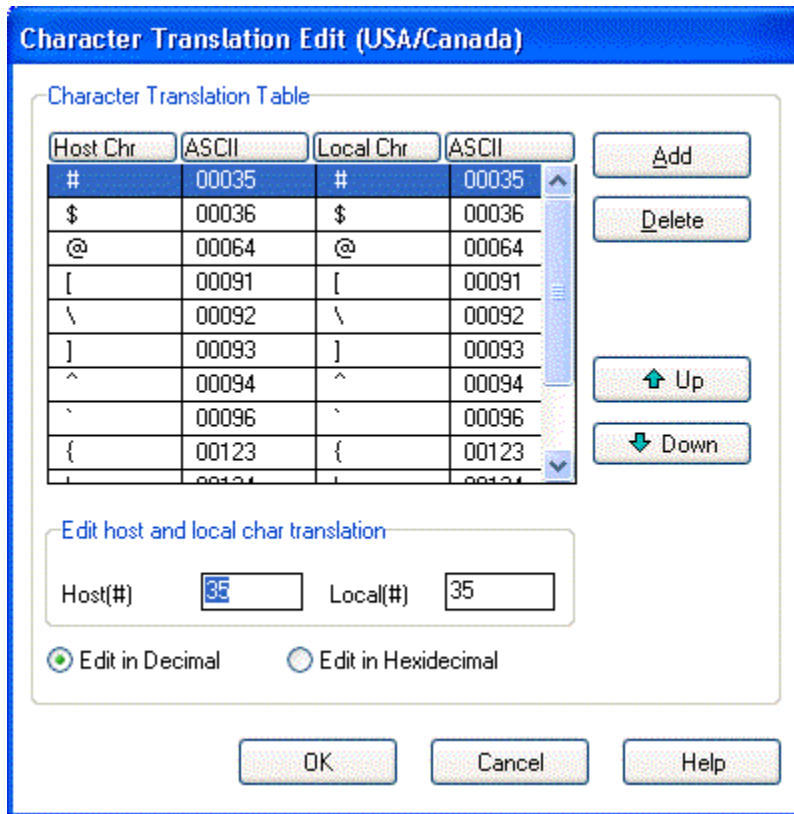 Character Translation Edit (USA/Canada)
Character Translation Table
Host Chr ASCII Local Chr ASCII
# 00035 # 00035
$ 00036 $ 00036
@ 00064 @ 00064
[ 00091 [ 00091
\ 00092 \ 00092
] 00093 ] 00093
^ 00094 ^ 00094
` 00096 ` 00096
{ 00123 { 00123
Add
Delete
Up
Down
Edit host and local char translation
Host(#) 35 Local(#) 35
Edit in Decimal Edit in Hexidecimal
OK Cancel Help